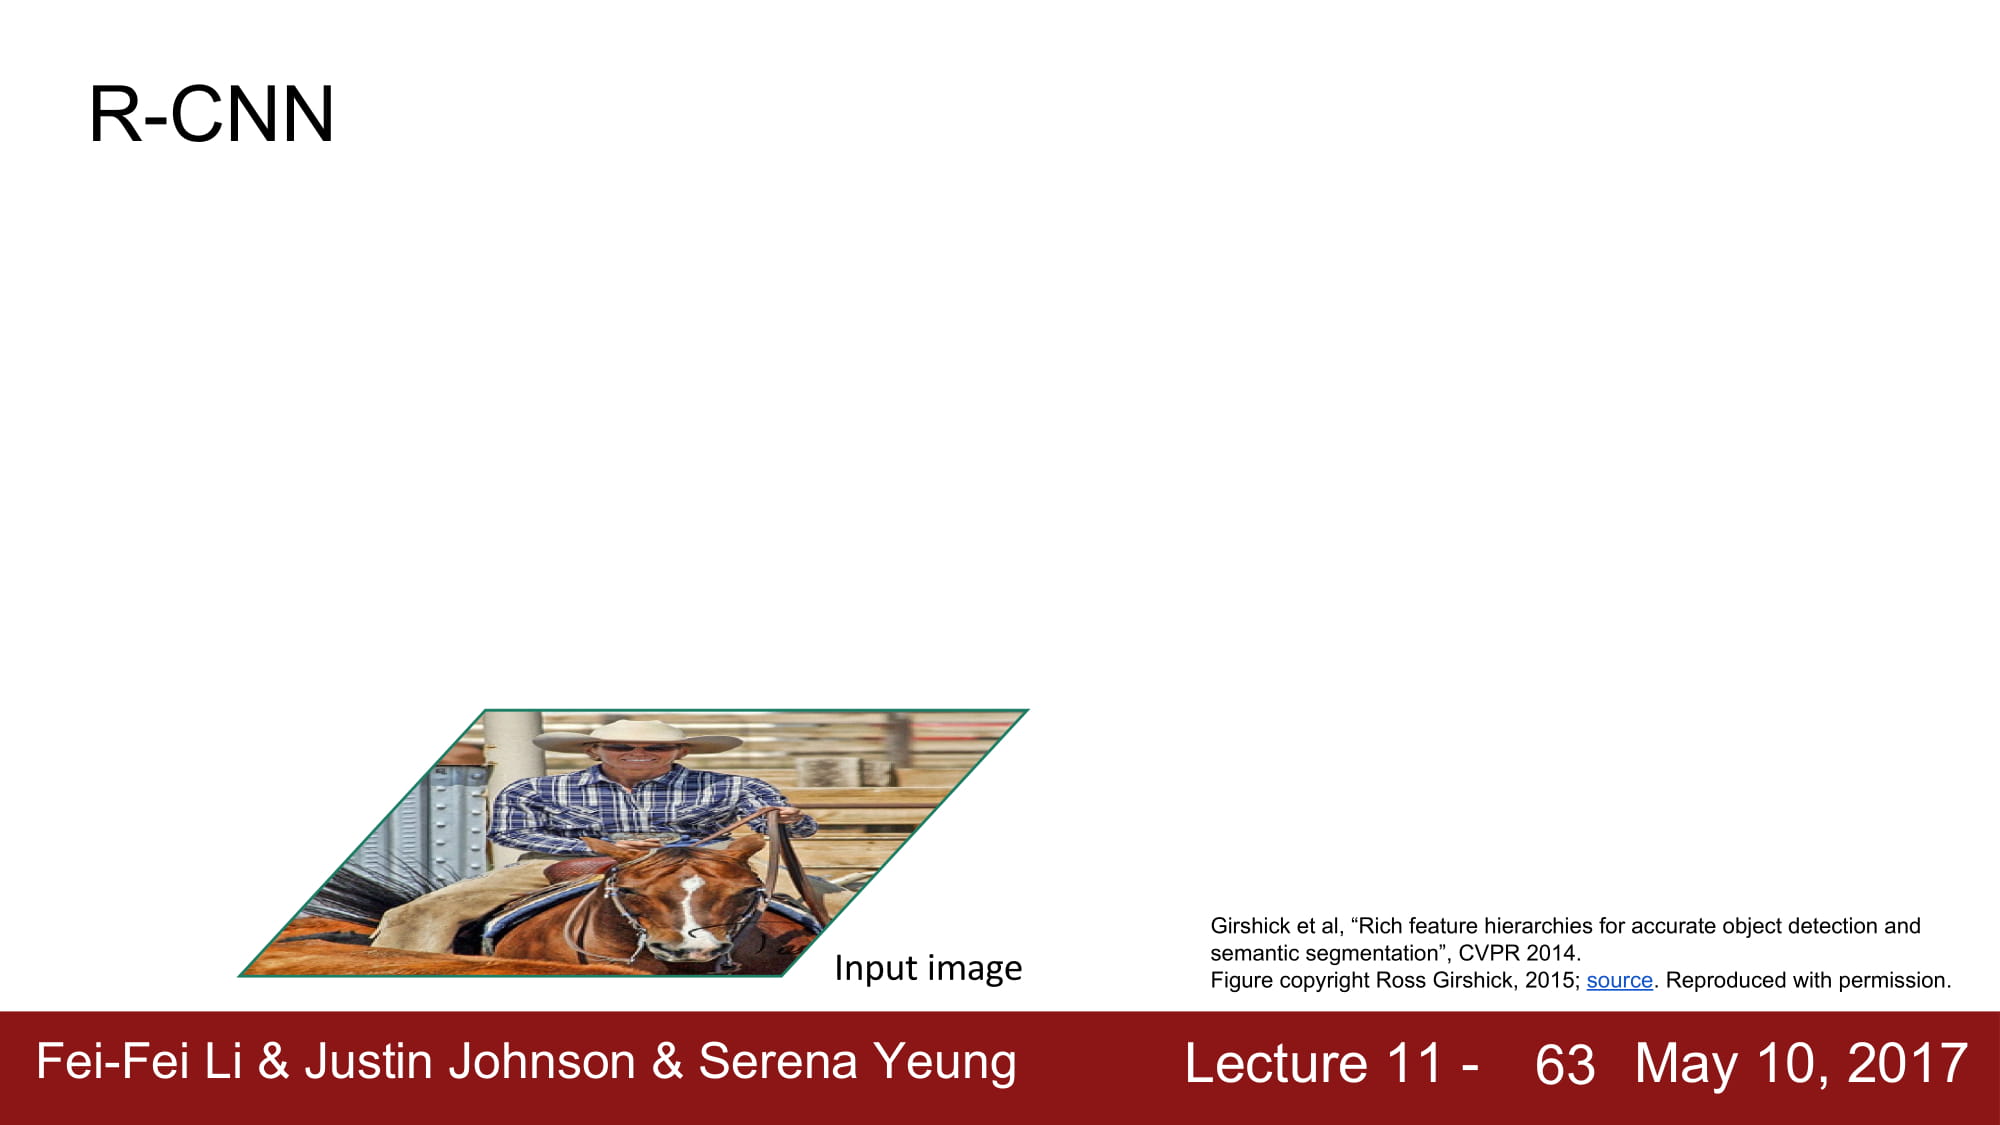 R-CNN
Input image
Girshick et al, “Rich feature hierarchies for accurate object detection and
semantic segmentation”, CVPR 2014.
Figure copyright Ross Girshick, 2015; source. Reproduced with permission.
Fei-Fei Li & Justin Johnson & Serena Yeung
Lecture 11 - 63 May 10, 2017